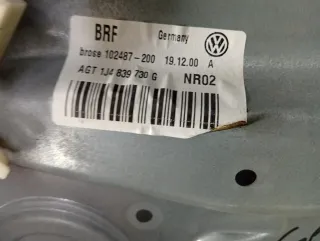 BRF Germany
brose 102487-200 19.12.00 A
AGT 1J4 839 730 G NR02